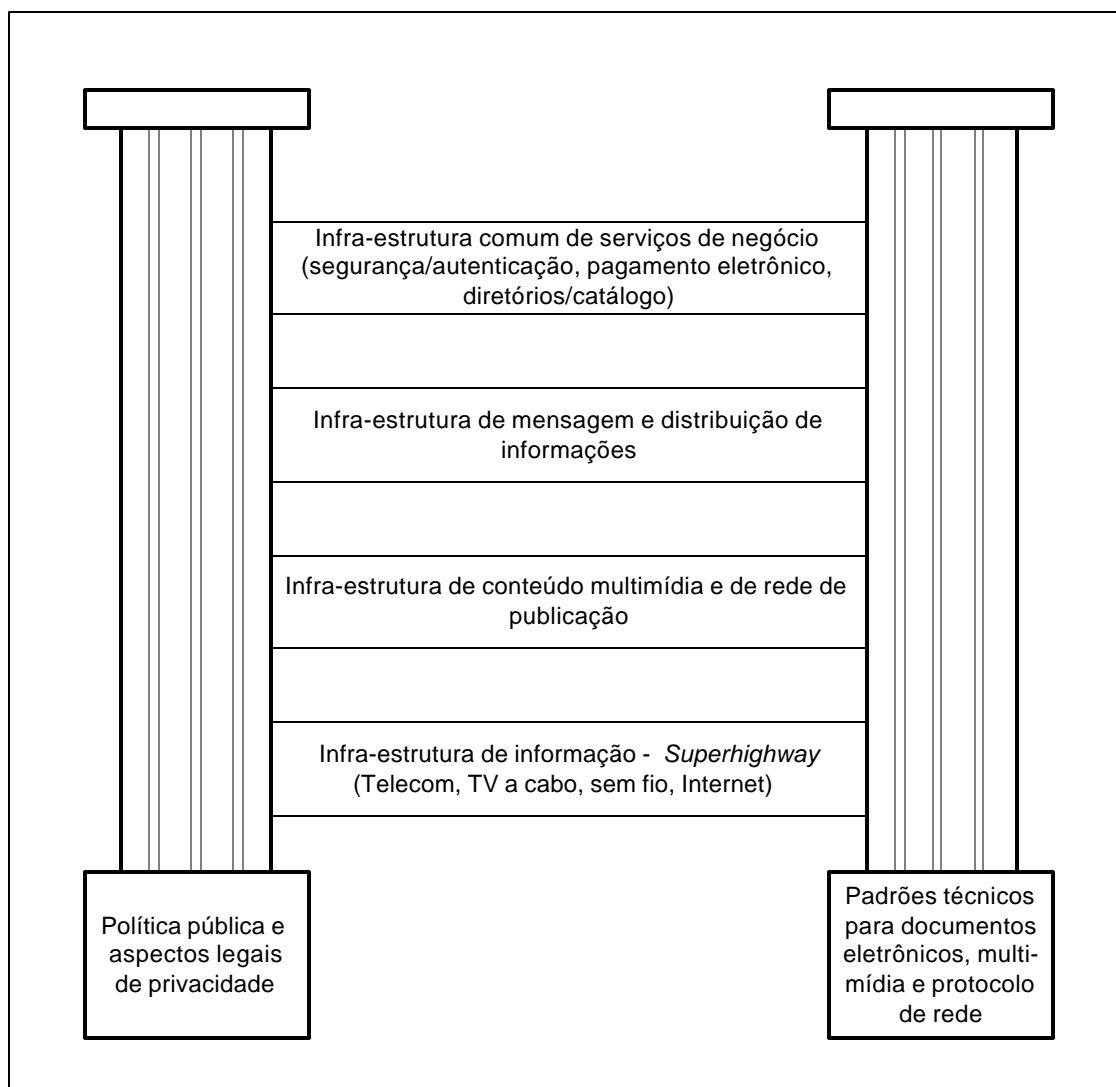 Infra-estrutura comum de serviços de negócio
(segurança/autenticação, pagamento eletrônico,
diretórios/catálogo)
Infra-estrutura de mensagem e distribuição de
informações
Infra-estrutura de conteúdo multimídia e de rede de
publicação
Infra-estrutura de informação - Superhighway
(Telecom, TV a cabo, sem fio, Internet)
Política pública e
aspectos legais
de privacidade
Padrões técnicos
para documentos
eletrônicos, multi-
mídia e protocolo
de rede